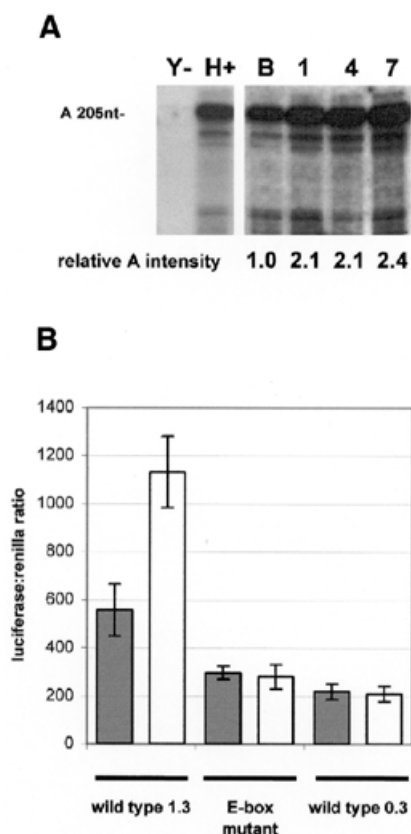 A
Y- H+ B 1 4 7
A 205nt-
relative A intensity 1.0 2.1 2.1 2.4
B
luciferase:renilla ratio
1400
1200
1000
800
600
400
200
0
wild type 1.3 E-box mutant wild type 0.3